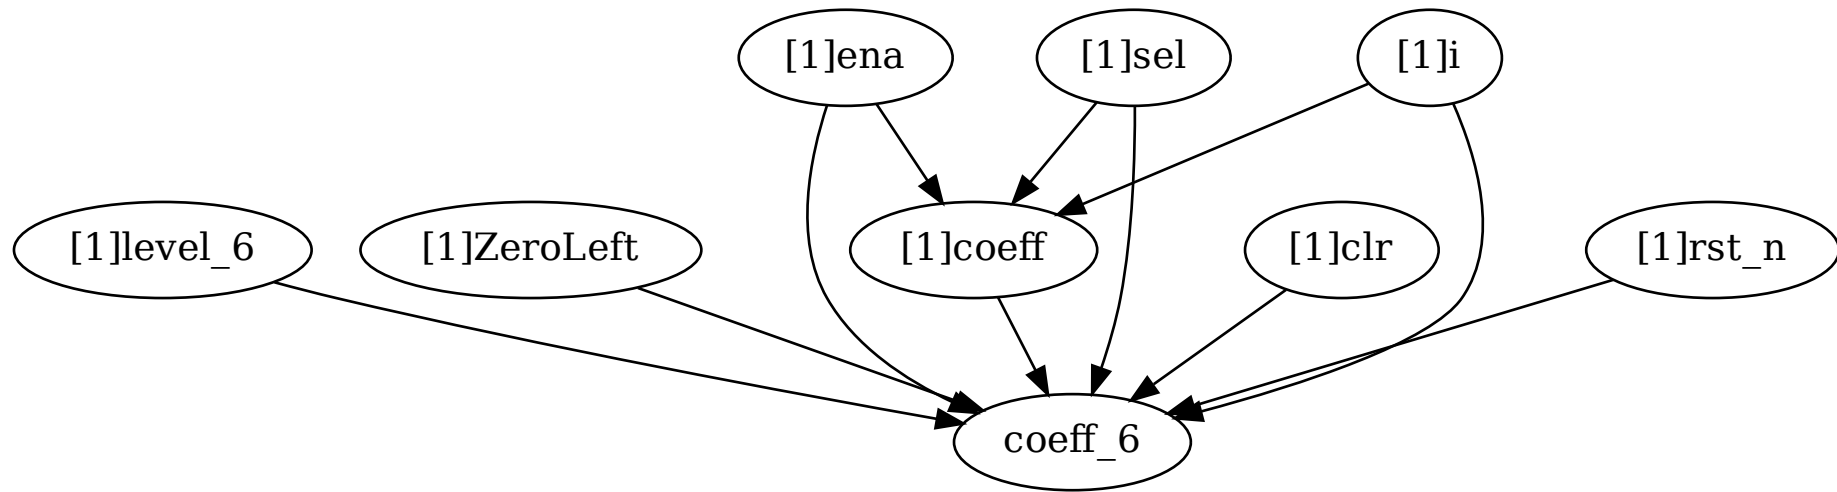 [1]ena
[1]sel
[1]i
[1]level_6
[1]ZeroLeft
[1]coeff
[1]clr
[1]rst_n
coeff_6